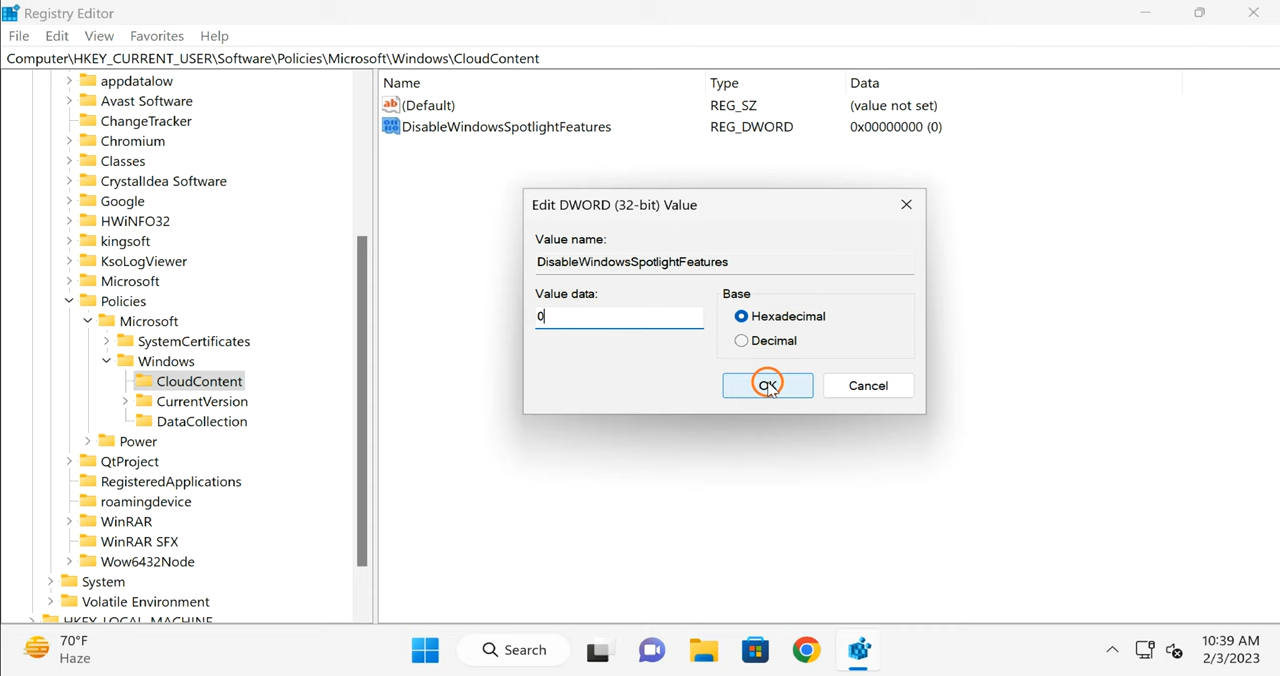 Registry Editor
File Edit View Favorites Help
Computer\HKEY_CURRENT_USER\Software\Policies\Microsoft\Windows\CloudContent
appdatalow
Avast Software
ChangeTracker
Chromium
Classes
Crystalldea Software
Google
HWiNFO32
kingsoft
KsoLogViewer
Microsoft
Policies
Microsoft
SystemCertificates
Windows
CloudContent
CurrentVersion
DataCollection
Power
QtProject
RegisteredApplications
roamingdevice
WinRAR
WinRAR SFX
Wow6432Node
System
Volatile Environment
HKEY_LOCAL_MACHINE
Name Type Data
ab (Default) REG_SZ (value not set)
DisableWindowsSpotlightFeatures REG_DWORD 0x00000000 (0)
Edit DWORD (32-bit) Value
Value name:
DisableWindowsSpotlightFeatures
Value data: Base
0 Hexadecimal
Decimal
OK Cancel
70°F
Haze
Search
10:39 AM
2/3/2023